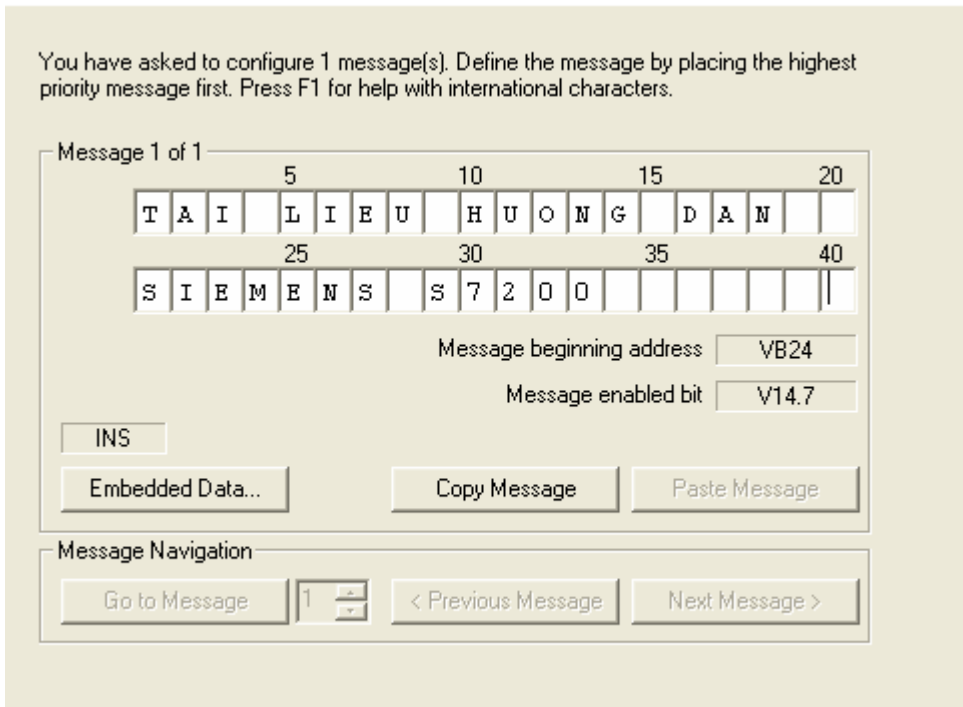 You have asked to configure 1 message(s). Define the message by placing the highest
priority message first. Press F1 for help with international characters.
Message 1 of 1
5 10 15 20
TAI LIEU HUONG DAN
25 30 35 40
SIEMENS S7200
Message beginning address VB24
Message enabled bit V14.7
INS
Embedded Data... Copy Message Paste Message
Message Navigation
Go to Message 1 < Previous Message Next Message >